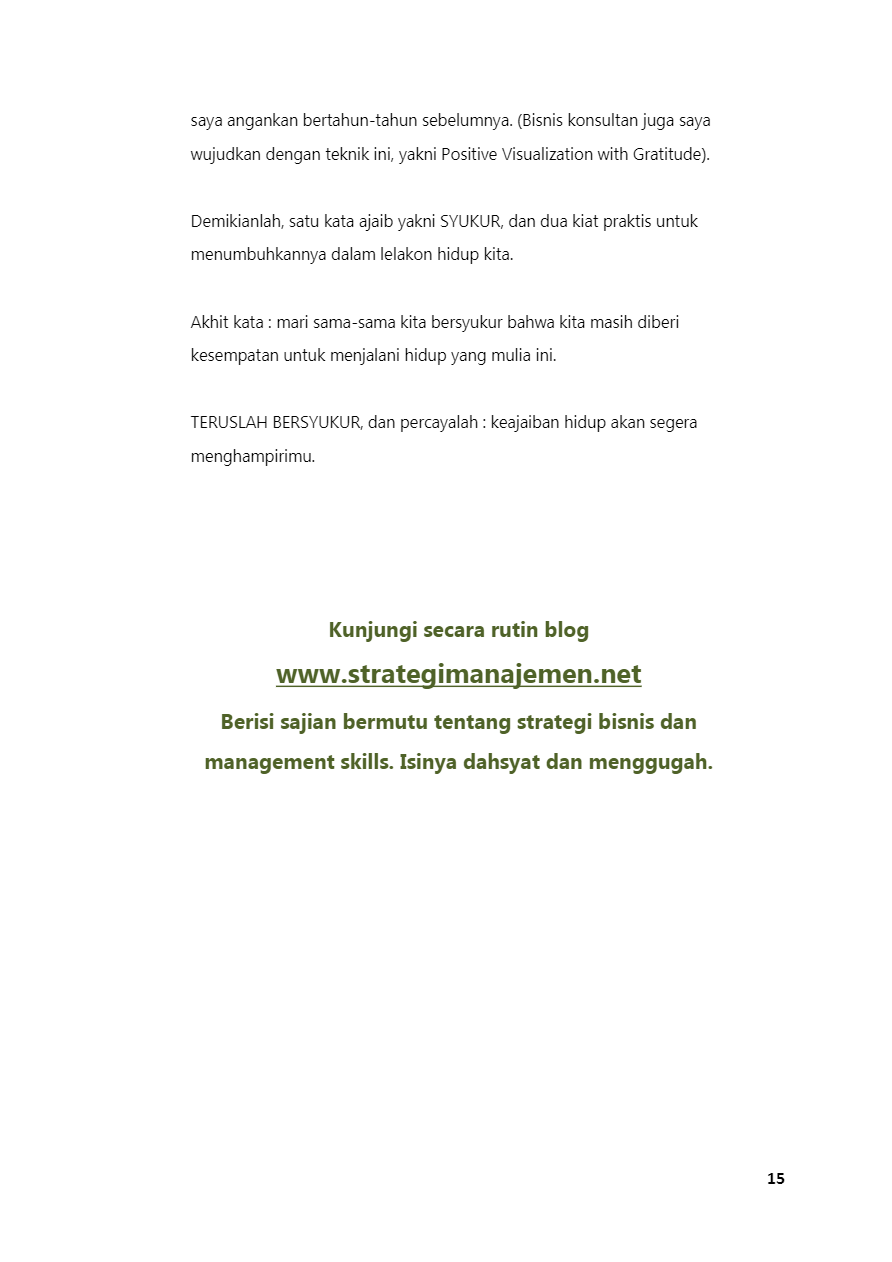 saya angankan bertahun-tahun sebelumnya. (Bisnis konsultan juga saya
wujudkan dengan teknik ini, yakni Positive Visualization with Gratitude).
Demikianlah, satu kata ajaib yakni SYUKUR, dan dua kiat praktis untuk
menumbuhkannya dalam lelakon hidup kita.
Akhit kata : mari sama-sama kita bersyukur bahwa kita masih diberi
kesempatan untuk menjalani hidup yang mulia ini.
TERUSLAH BERSYUKUR, dan percayalah : keajaiban hidup akan segera
menghampirimu.
Kunjungi secara rutin blog
www.strategimanajemen.net
Berisi sajian bermutu tentang strategi bisnis dan
management skills. Isinya dahsyat dan menggugah.
15